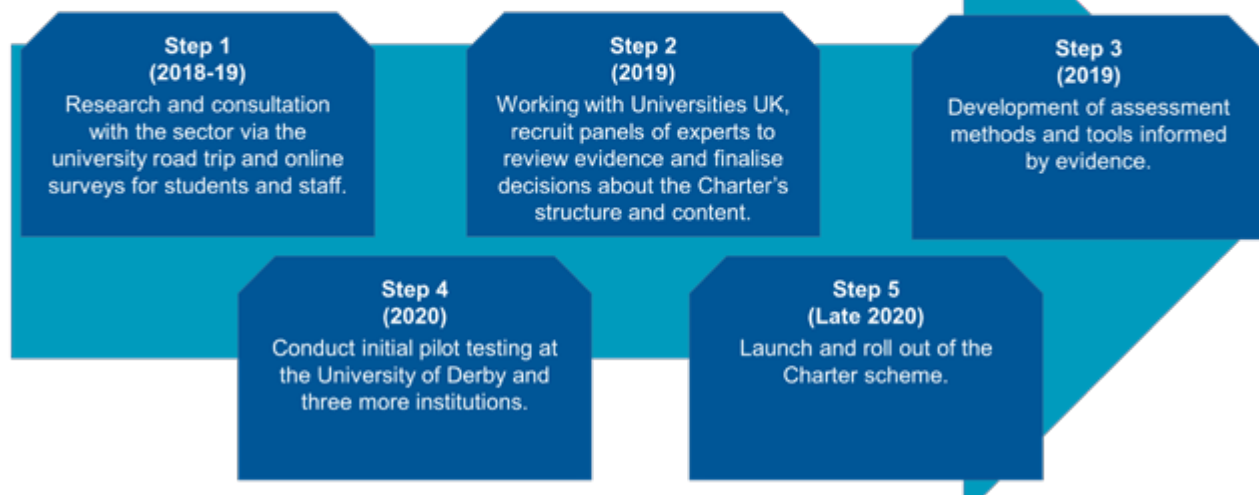 Step 1
(2018-19)
Research and consultation
with the sector via the
university road trip and online
surveys for students and staff.
Step 2
(2019)
Working with Universities UK,
recruit panels of experts to
review evidence and finalise
decisions about the Charter’s
structure and content.
Step 3
(2019)
Development of assessment
methods and tools informed
by evidence.
Step 4
(2020)
Conduct initial pilot testing at
the University of Derby and
three more institutions.
Step 5
(Late 2020)
Launch and roll out of the
Charter scheme.